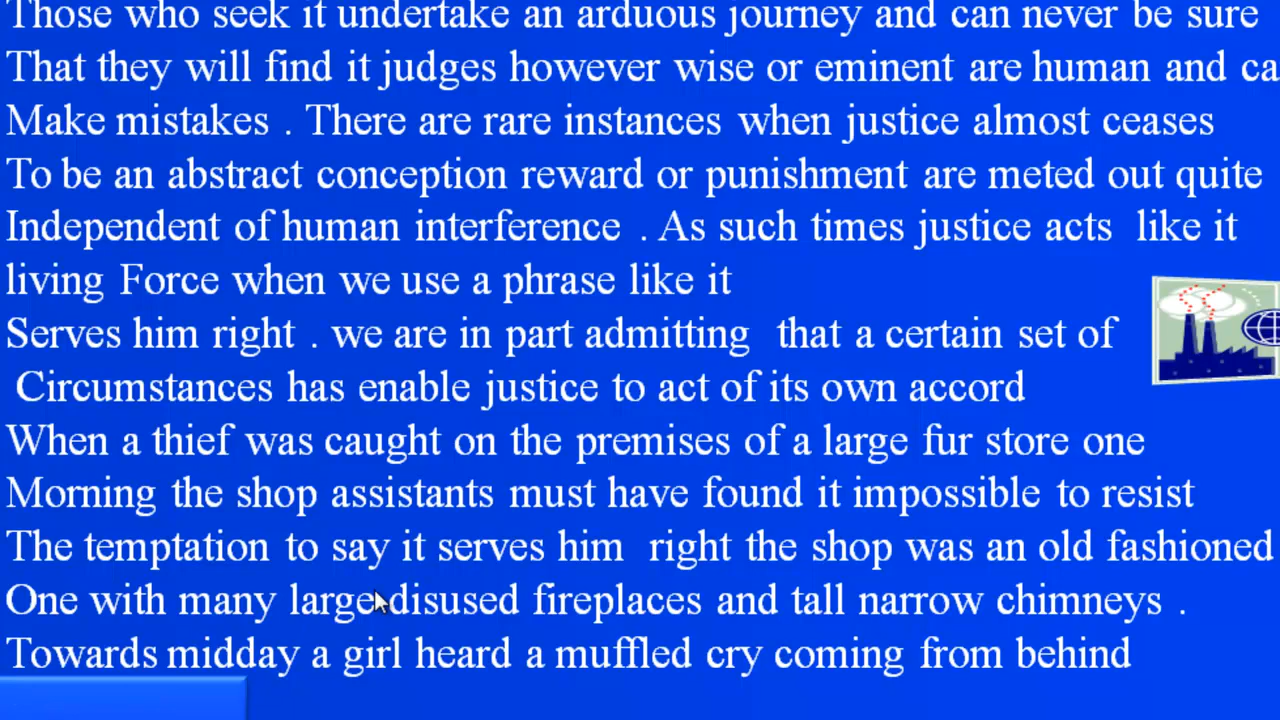 Those who seek it undertake an arduous journey and can never be sure
That they will find it judges however wise or eminent are human and
Make mistakes . There are rare instances when justice almost ceases
To be an abstract conception reward or punishment are meted out quite
Independent of human interference . As such times justice acts like it
living Force when we use a phrase like it
Serves him right . we are in part admitting that a certain set of
Circumstances has enable justice to act of its own accord
When a thief was caught on the premises of a large fur store one
Morning the shop assistants must have found it impossible to resist
The temptation to say it serves him right the shop was an old fashioned
One with many large disused fireplaces and tall narrow chimneys .
Towards midday a girl heard a muffled cry coming from behind